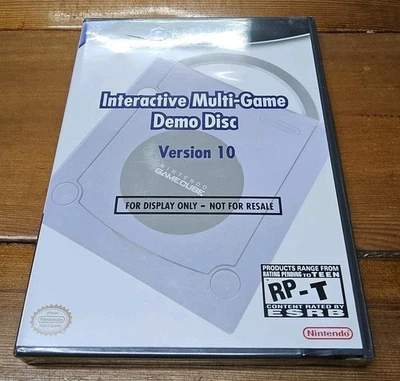 Interactive Multi-Game
Demo Disc
Version 10
NINTENDO
GAMECUBE
FOR DISPLAY ONLY – NOT FOR RESALE
PRODUCTS RANGE FROM
RATING PENDING to TEEN
RP-T
CONTENT RATED BY
ESRB
Nintendo
Nintendo